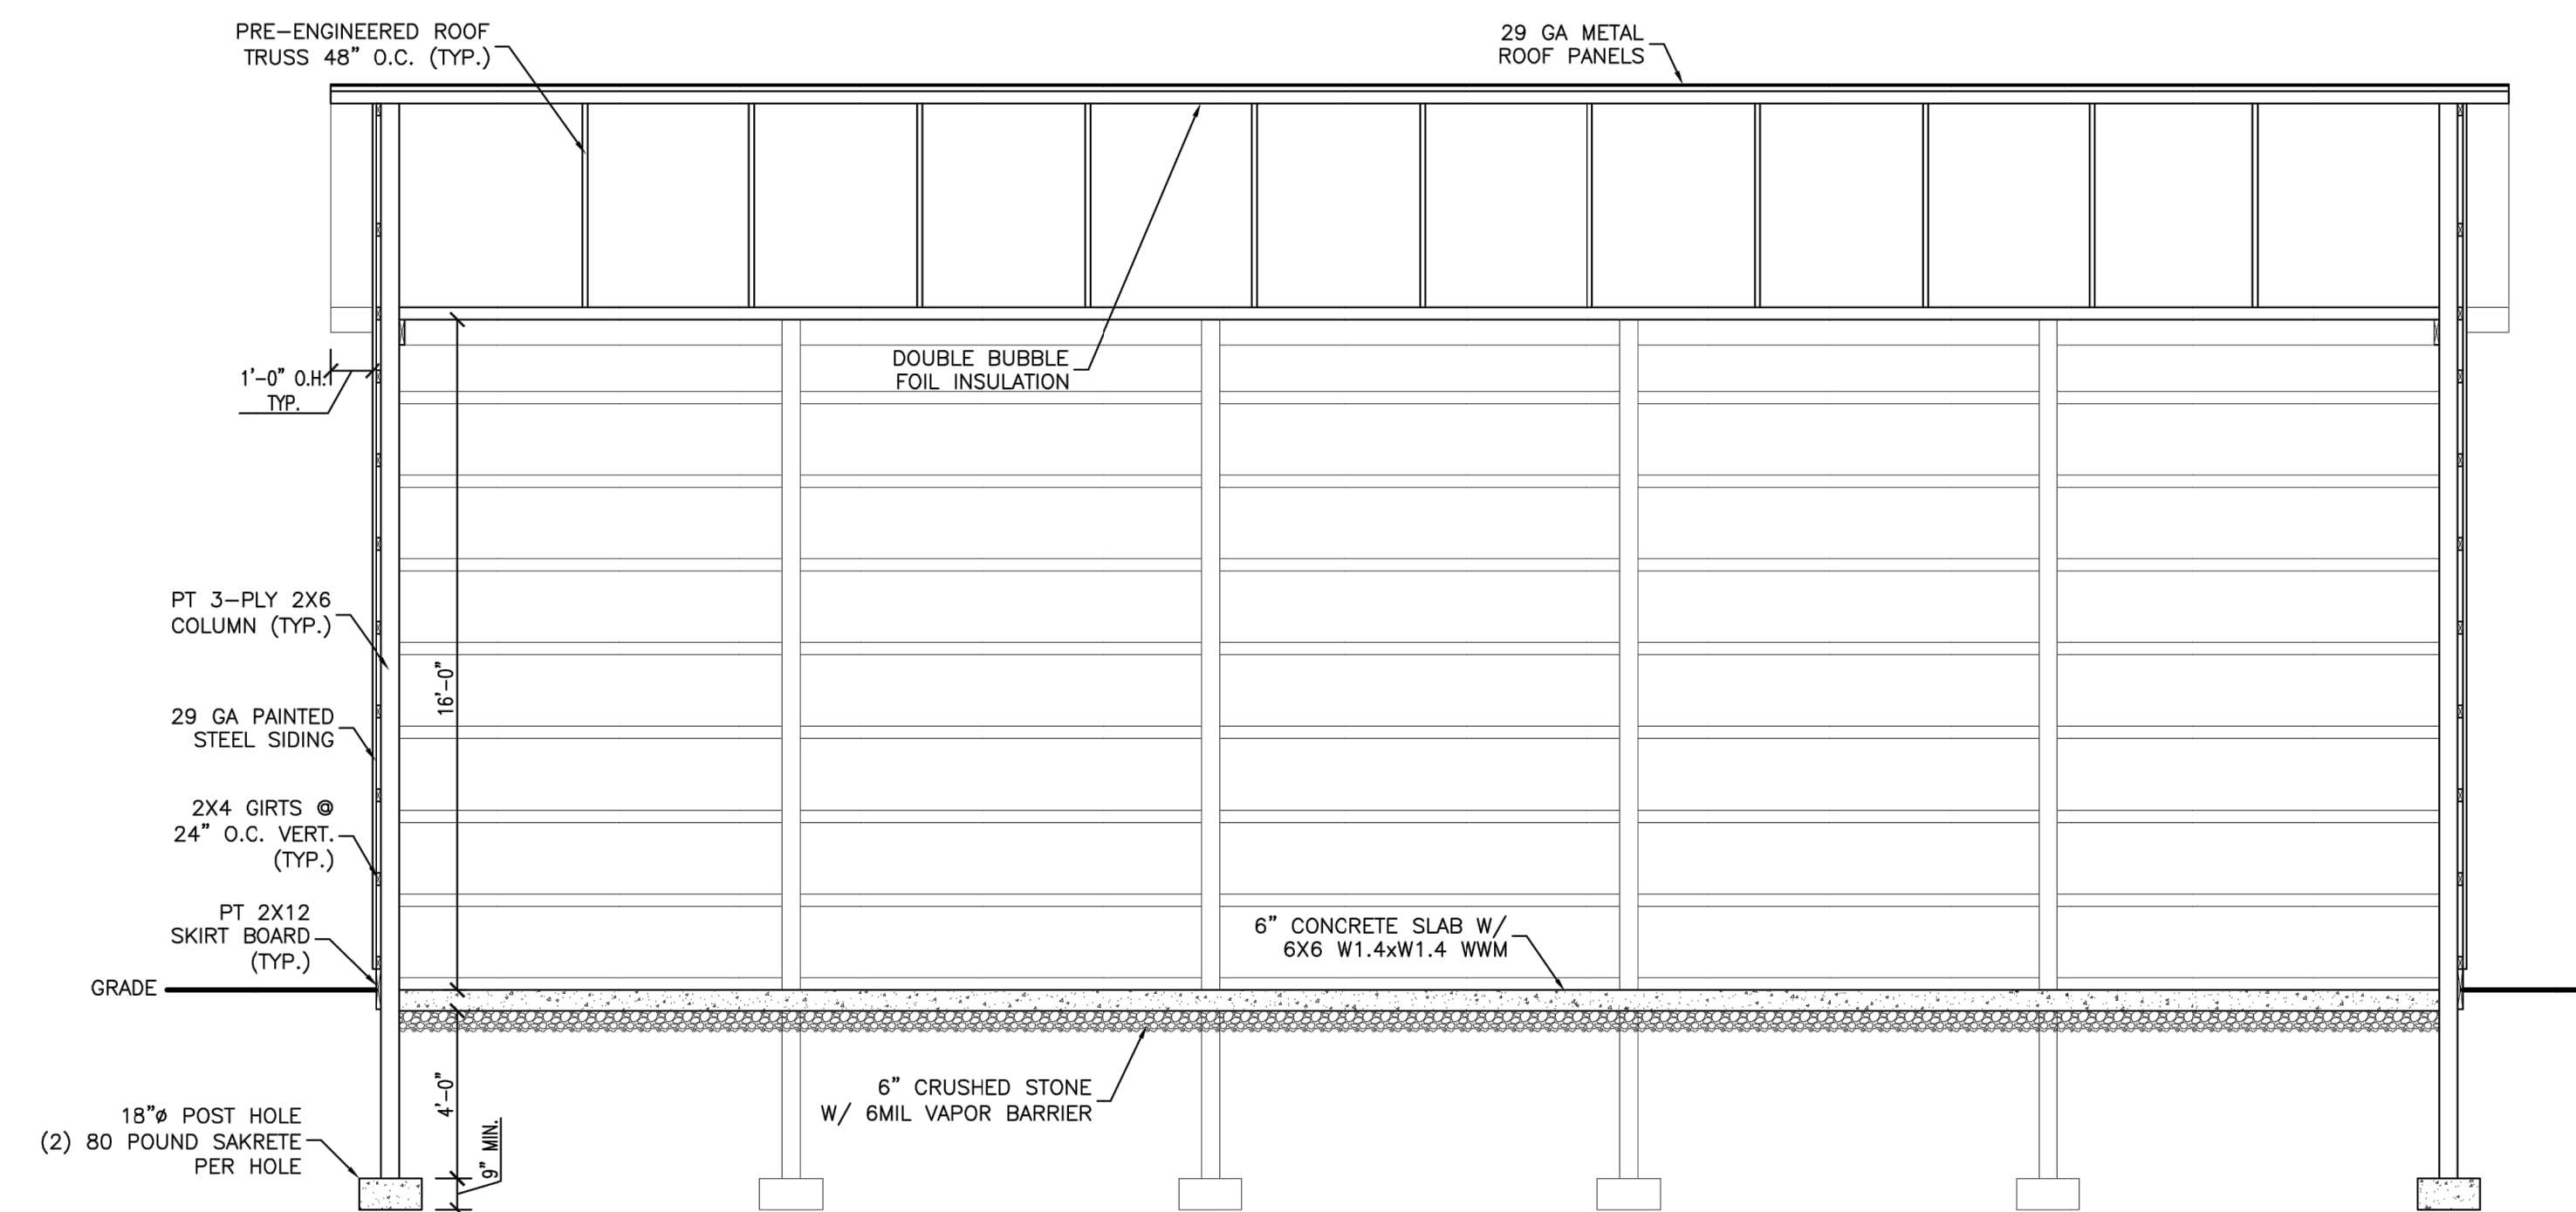 PRE-ENGINEERED ROOF
TRUSS 48" O.C. (TYP.)
29 GA METAL
ROOF PANELS
DOUBLE BUBBLE
FOIL INSULATION
1'-0" O.H.
TYP.
PT 3-PLY 2X6
COLUMN (TYP.)
16'-0"
29 GA PAINTED
STEEL SIDING
2X4 GIRTS @
24" O.C. VERT.
(TYP.)
PT 2X12
SKIRT BOARD
(TYP.)
6" CONCRETE SLAB W/
6X6 W1.4xW1.4 WWM
GRADE
4'-0"
6" CRUSHED STONE
W/ 6MIL VAPOR BARRIER
18"ø POST HOLE
(2) 80 POUND SAKRETE
PER HOLE
9" MIN.